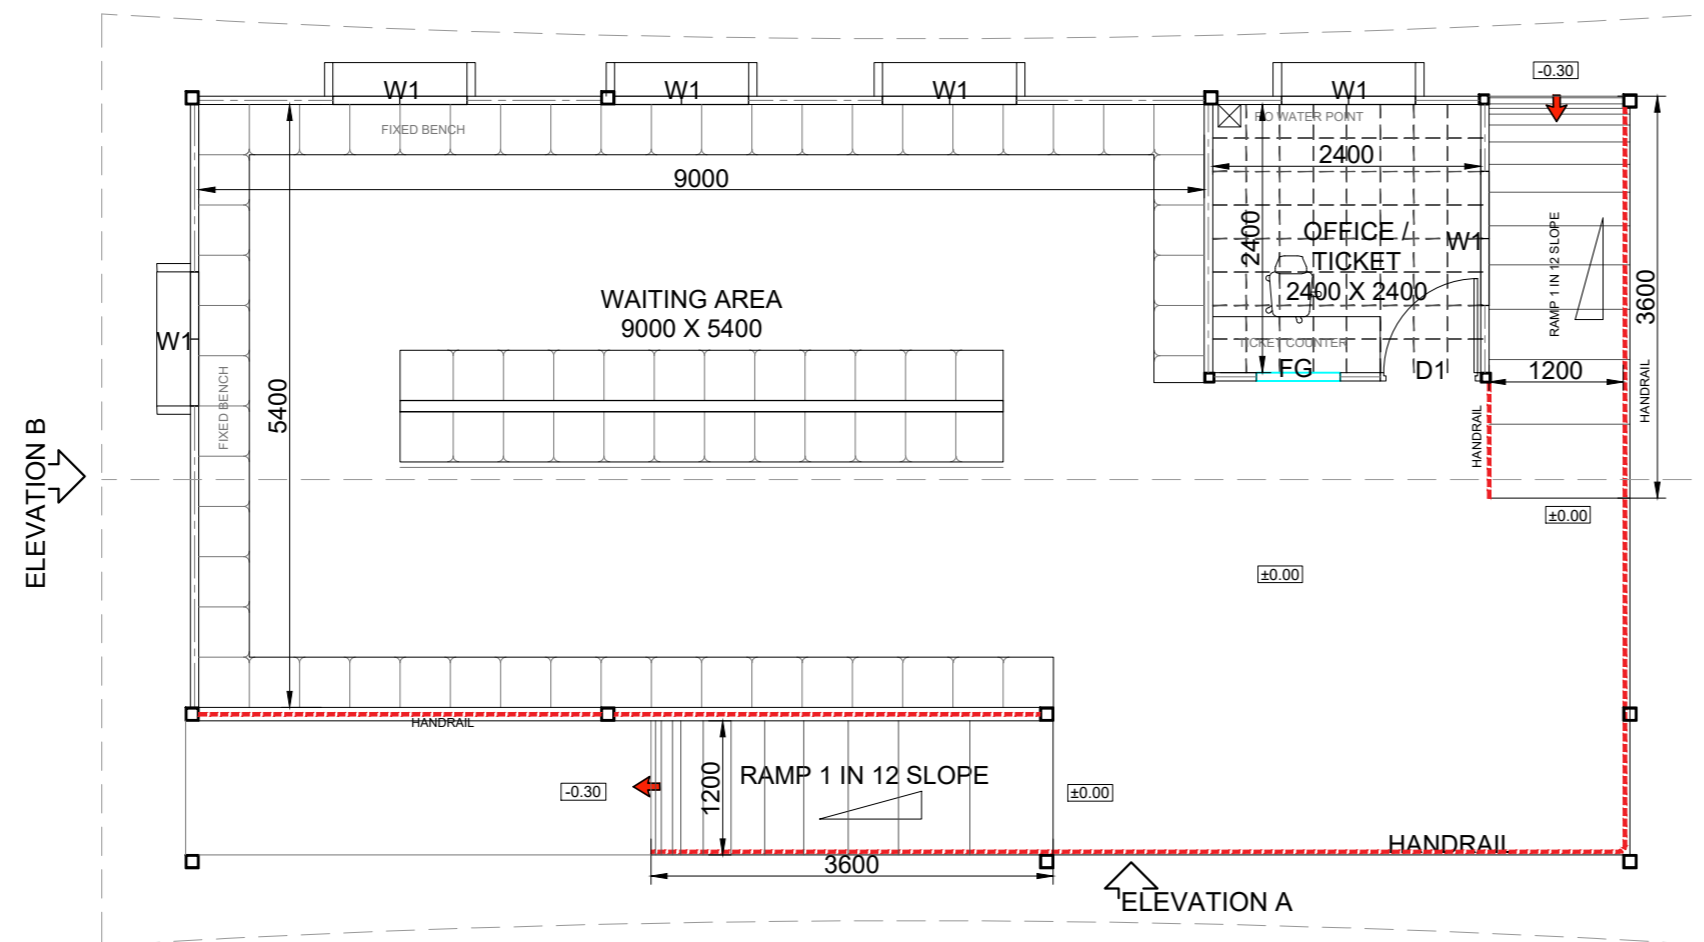 W1
W1
W1
W1
-0.30
FIXED BENCH
RO WATER POINT
2400
9000
2400
OFFICE /
TICKET
2400 X 2400
W1
RAMP 1 IN 12 SLOPE
3600
WAITING AREA
9000 X 5400
W1
TICKET COUNTER
FG
D1
1200
HANDRAIL
HANDRAIL
FIXED BENCH
5400
ELEVATION B
±0.00
±0.00
HANDRAIL
-0.30
1200
RAMP 1 IN 12 SLOPE
±0.00
3600
HANDRAIL
ELEVATION A